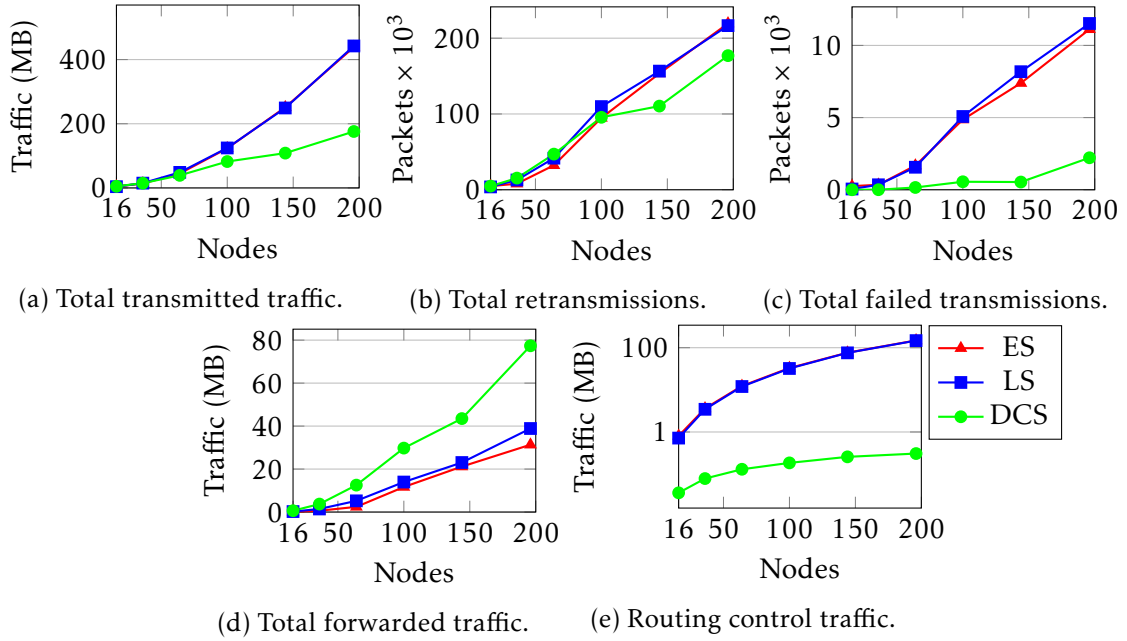 Traffic (MB)
400
200
0
16 50 100 150 200
Nodes
(a) Total transmitted traffic.
Packets × 10³
200
100
0
16 50 100 150 200
Nodes
(b) Total retransmissions.
Packets × 10³
10
5
0
16 50 100 150 200
Nodes
(c) Total failed transmissions.
Traffic (MB)
80
60
40
20
0
16 50 100 150 200
Nodes
(d) Total forwarded traffic.
Traffic (MB)
100
1
16 50 100 150 200
Nodes
(e) Routing control traffic.
ES
LS
DCS